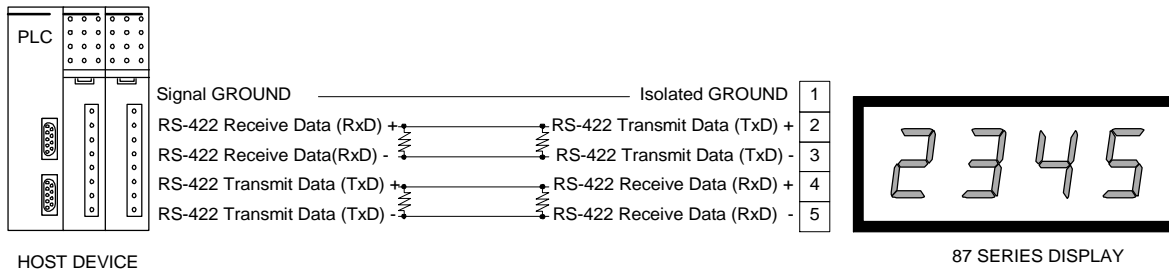 PLC
Signal GROUND Isolated GROUND 1
RS-422 Receive Data (RxD) + RS-422 Transmit Data (TxD) + 2
RS-422 Receive Data(RxD) - RS-422 Transmit Data (TxD) - 3
RS-422 Transmit Data (TxD) + RS-422 Receive Data (RxD) + 4
RS-422 Transmit Data (TxD) - RS-422 Receive Data (RxD) - 5
2345
HOST DEVICE
87 SERIES DISPLAY